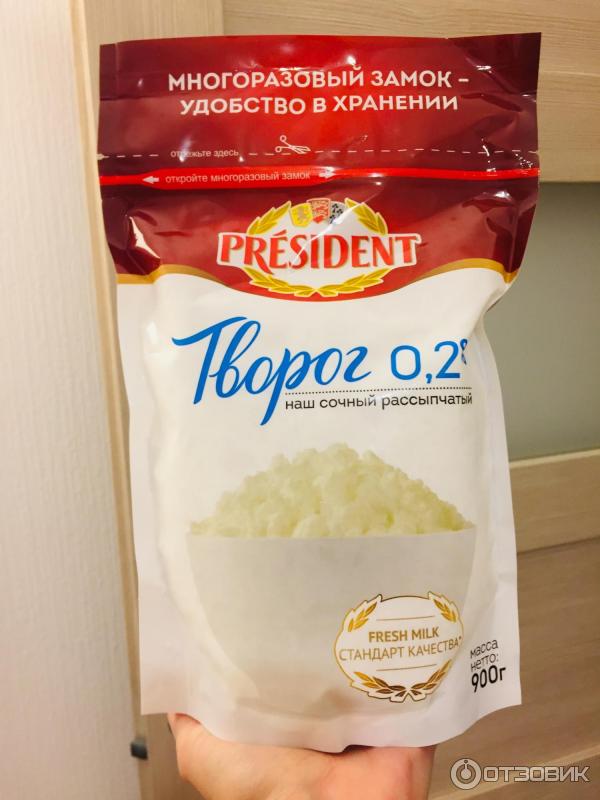 МНОГОРАЗОВЫЙ ЗАМОК –
УДОБСТВО В ХРАНЕНИИ
отрежьте здесь
откройте многоразовый замок
PRÉSIDENT
Творог 0,2%
наш сочный рассыпчатый
FRESH MILK
СТАНДАРТ КАЧЕСТВА*
масса
нетто:
900г
ОТЗОВИК